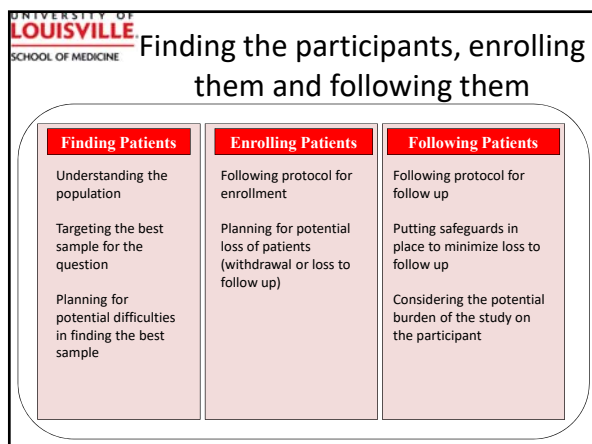 UNIVERSITY OF
LOUISVILLE.
SCHOOL OF MEDICINE
Finding the participants, enrolling
them and following them
Finding Patients
Understanding the
population
Targeting the best
sample for the
question
Planning for
potential difficulties
in finding the best
sample
Enrolling Patients
Following protocol for
enrollment
Planning for potential
loss of patients
(withdrawal or loss to
follow up)
Following Patients
Following protocol for
follow up
Putting safeguards in
place to minimize loss to
follow up
Considering the potential
burden of the study on
the participant